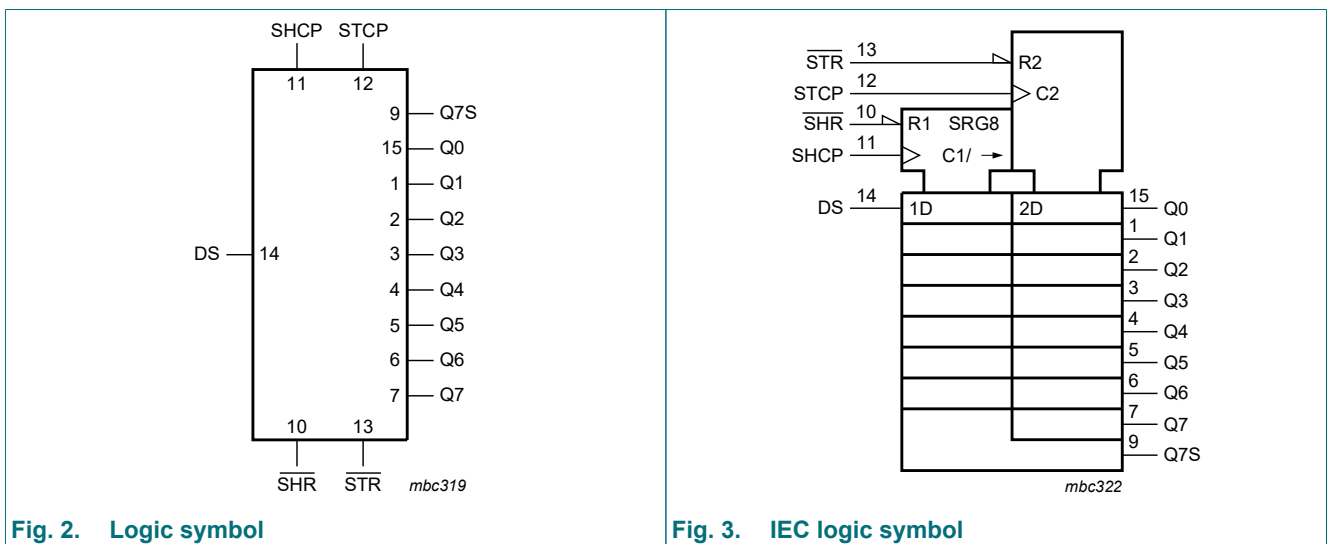 SHCP STCP
11 12
9 Q7S
15 Q0
1 Q1
2 Q2
DS 14 3 Q3
4 Q4
5 Q5
6 Q6
7 Q7
10 13
SHR STR mbc319
Fig. 2. Logic symbol
STR 13 R2
STCP 12 C2
SHR 10 R1 SRG8
SHCP 11 C1/ →
DS 14 1D 2D 15 Q0
1 Q1
2 Q2
3 Q3
4 Q4
5 Q5
6 Q6
7 Q7
9 Q7S
mbc322
Fig. 3. IEC logic symbol